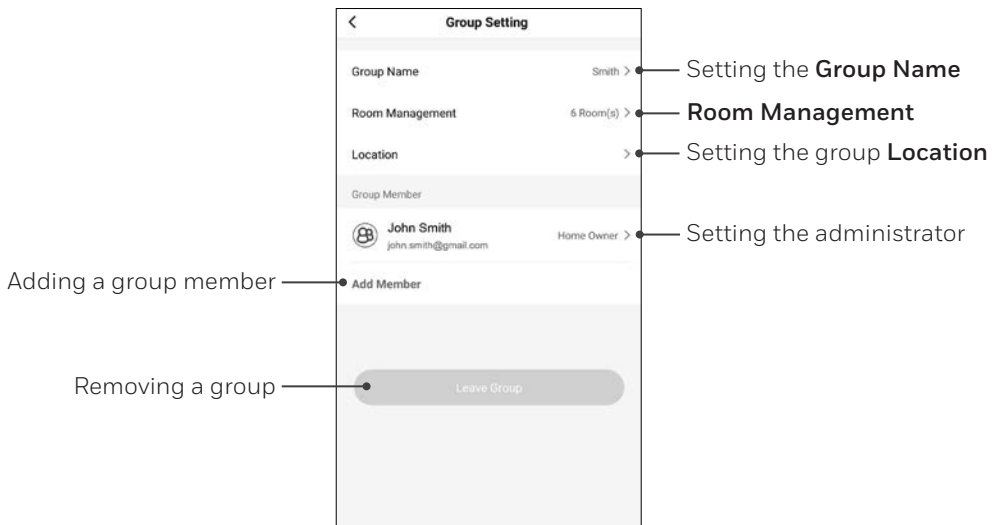 Group Setting
Group Name Smith
Setting the Group Name
Room Management 6 Room(s)
Room Management
Location
Setting the group Location
Group Member
John Smith
john.smith@gmail.com
Home Owner
Setting the administrator
Adding a group member
Add Member
Removing a group
Leave Group